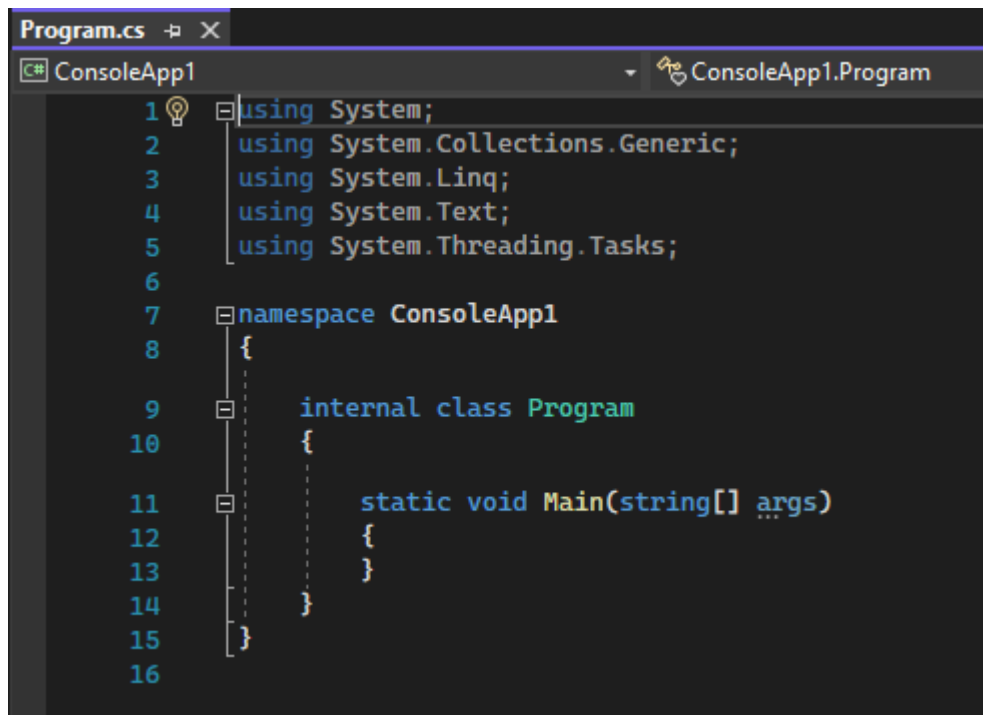 Program.cs
C# ConsoleApp1 ConsoleApp1.Program
1 using System;
2 using System.Collections.Generic;
3 using System.Linq;
4 using System.Text;
5 using System.Threading.Tasks;
6
7 namespace ConsoleApp1
8 {
9 internal class Program
10 {
11 static void Main(string[] args)
12 {
13 }
14 }
15 }
16